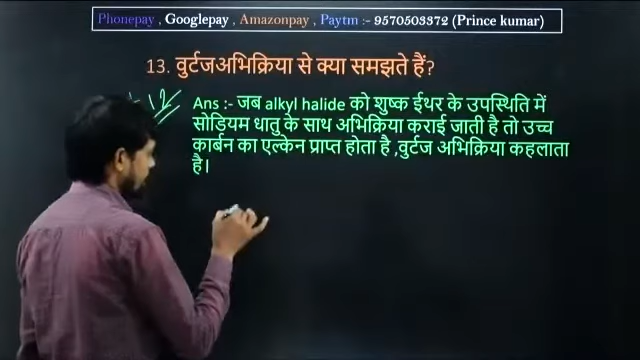 Phonepay , Googlepay , Amazonpay , Paytm :- 9570503372 (Prince kumar)
13. वुर्टजअभिक्रिया से क्या समझते हैं?
12
Ans :- जब alkyl halide को शुष्क ईथर के उपस्थिति में
सोडियम धातु के साथ अभिक्रिया कराई जाती है तो उच्च
कार्बन का एल्केन प्राप्त होता है ,वुर्टज अभिक्रिया कहलाता
है।